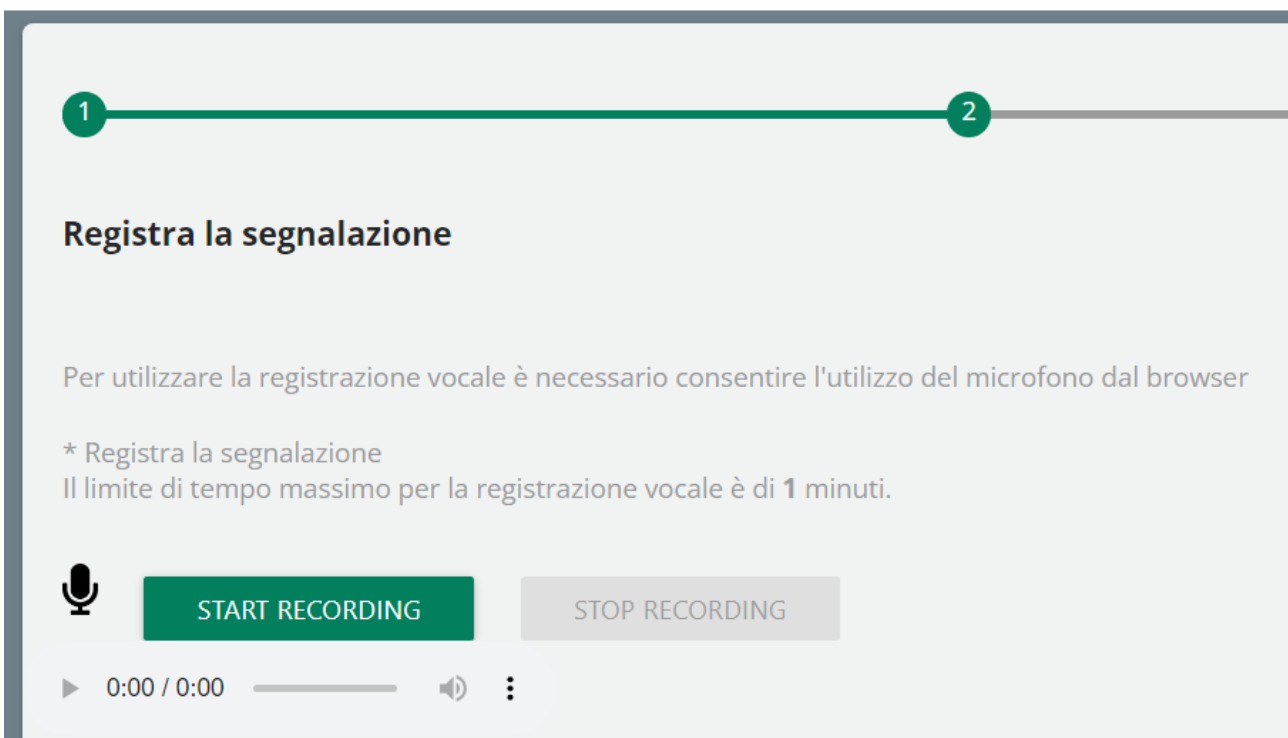 1
2
Registra la segnalazione
Per utilizzare la registrazione vocale è necessario consentire l'utilizzo del microfono dal browser
* Registra la segnalazione
Il limite di tempo massimo per la registrazione vocale è di 1 minuti.
START RECORDING
STOP RECORDING
0:00 / 0:00